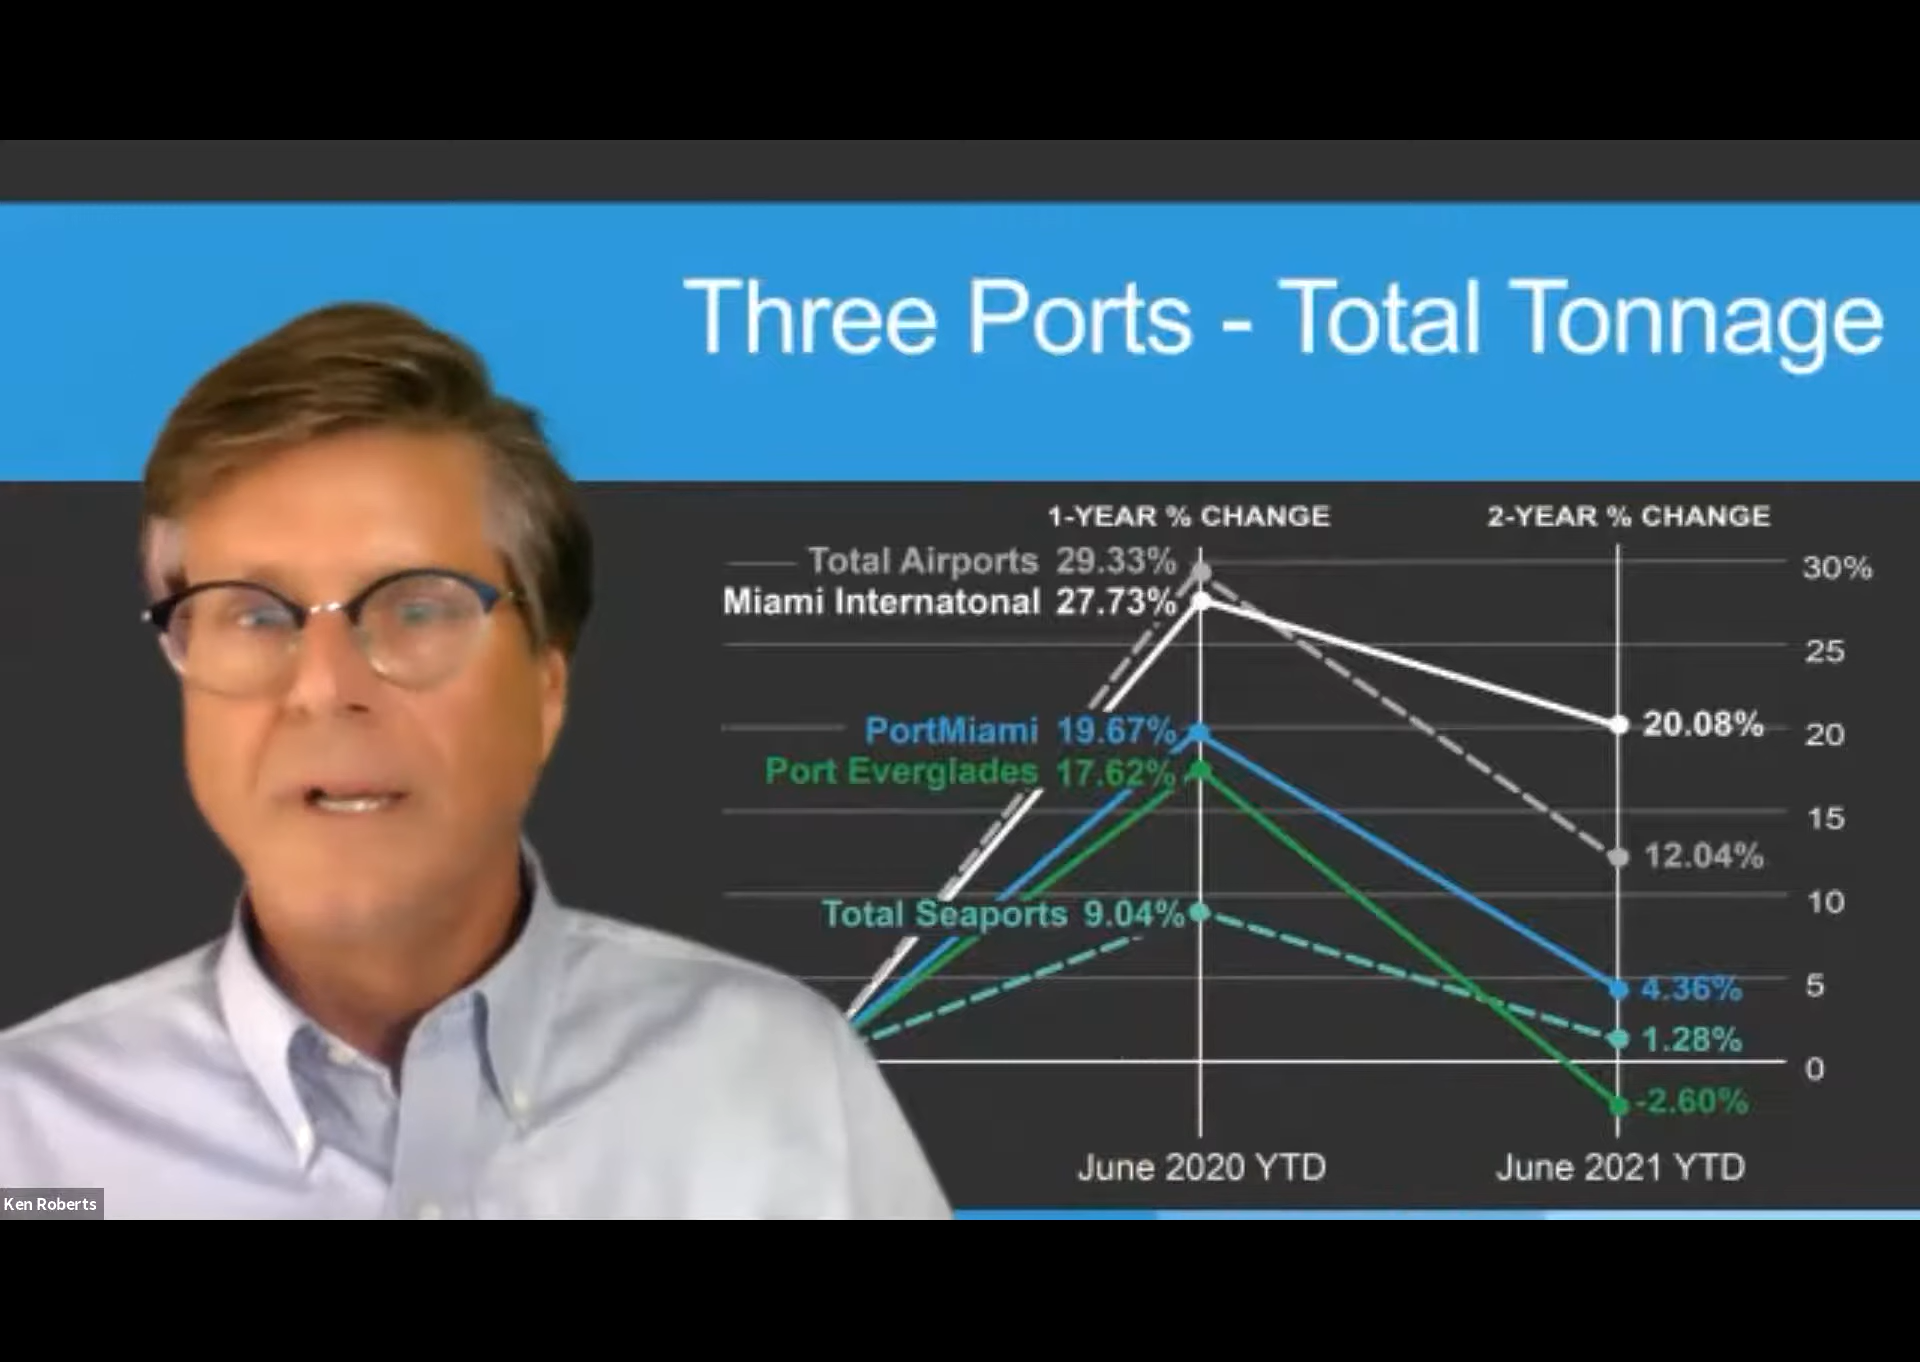 Three Ports - Total Tonnage
1-YEAR % CHANGE
2-YEAR % CHANGE
Total Airports 29.33%
30%
Miami Internatonal 27.73%
25
PortMiami 19.67%
20.08%
20
Port Everglades 17.62%
15
12.04%
10
Total Seaports 9.04%
4.36%
5
1.28%
0
-2.60%
June 2020 YTD
June 2021 YTD
Ken Roberts